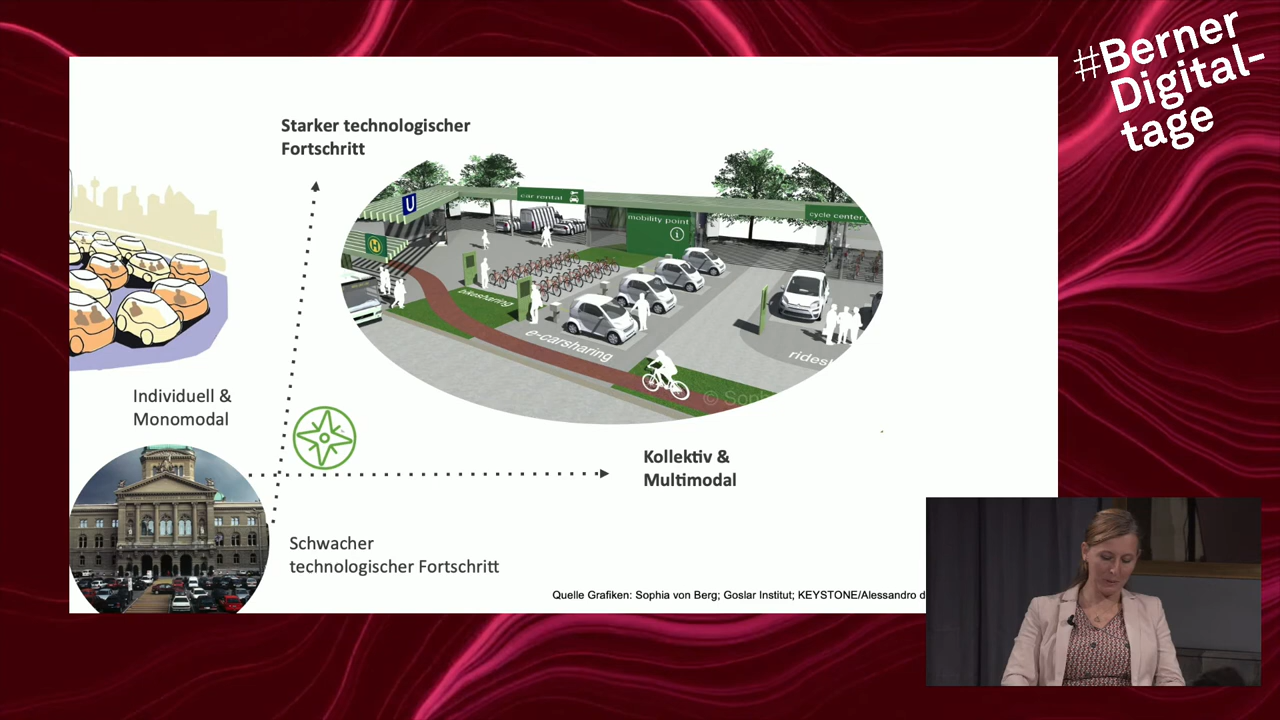 #Berner
Digital-
tage
Starker technologischer
Fortschritt
U
H
car rental
mobility point
i
cycle center
bikesharing
e-carsharing
© Soph
Individuell &
Monomodal
Kollektiv &
Multimodal
Schwacher
technologischer Fortschritt
Quelle Grafiken: Sophia von Berg; Goslar Institut; KEYSTONE/Alessandro d